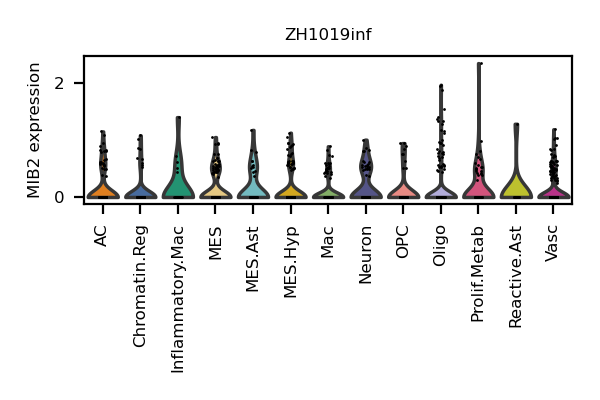 ZH1019inf
MIB2 expression
2
0
AC
Chromatin.Reg
Inflammatory.Mac
MES
MES.Ast
MES.Hyp
Mac
Neuron
OPC
Oligo
Prolif.Metab
Reactive.Ast
Vasc